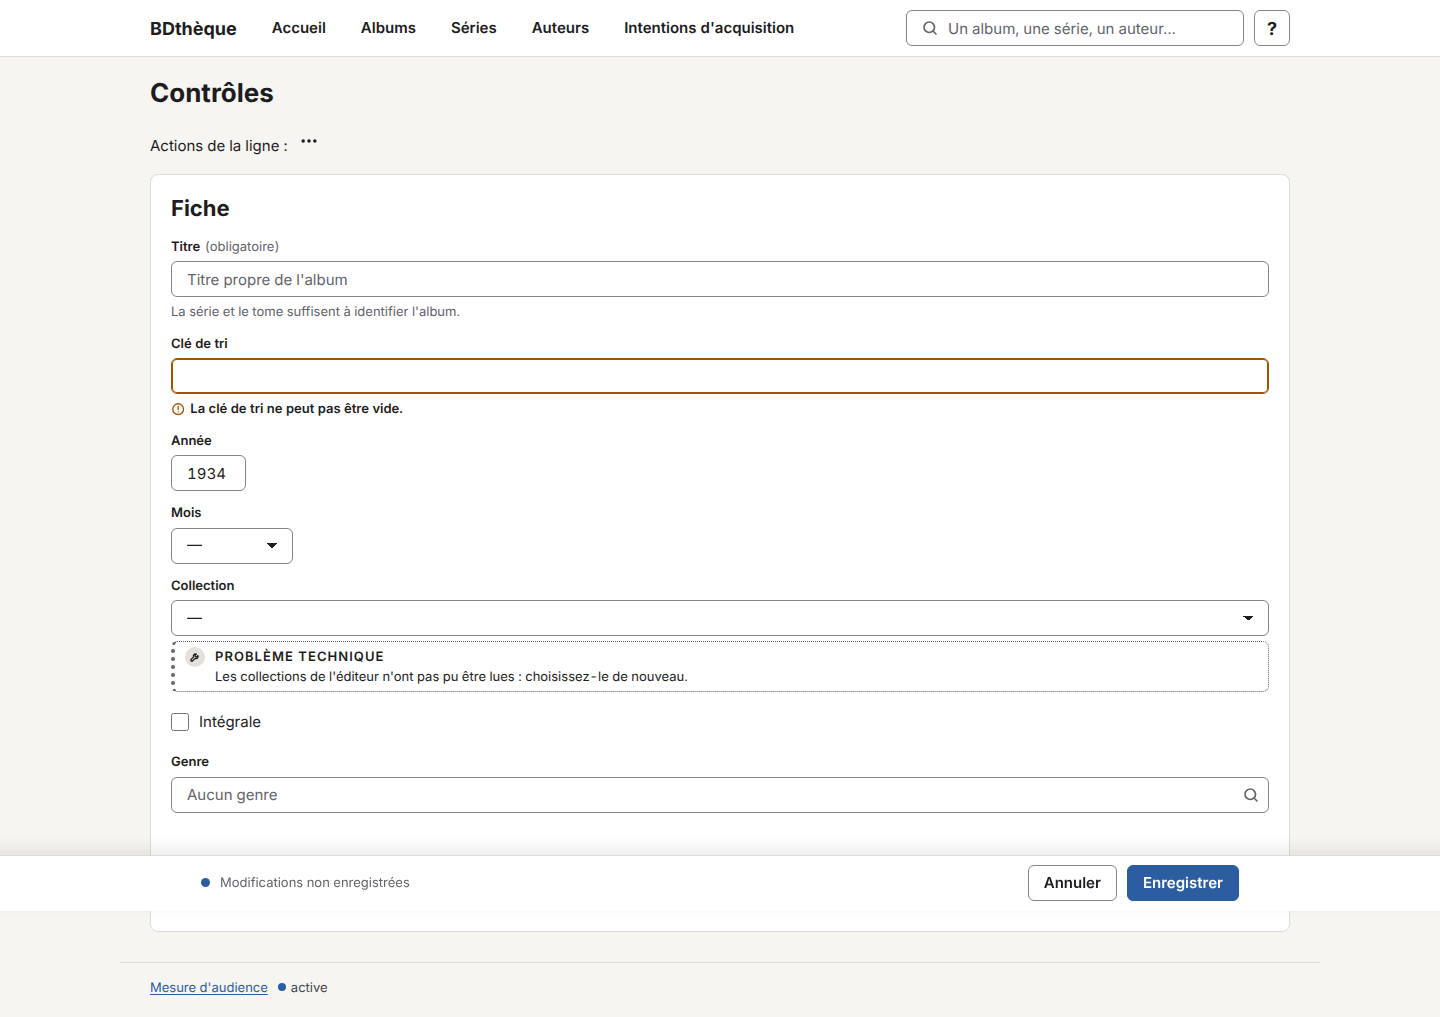 BDthèque Accueil Albums Séries Auteurs Intentions d'acquisition Un album, une série, un auteur... ?
Contrôles
Actions de la ligne : •••
Fiche
Titre (obligatoire)
Titre propre de l'album
La série et le tome suffisent à identifier l'album.
Clé de tri
La clé de tri ne peut pas être vide.
Année
1934
Mois
—
Collection
—
PROBLÈME TECHNIQUE
Les collections de l'éditeur n'ont pas pu être lues : choisissez-le de nouveau.
Intégrale
Genre
Aucun genre
Modifications non enregistrées Annuler Enregistrer
Mesure d'audience active